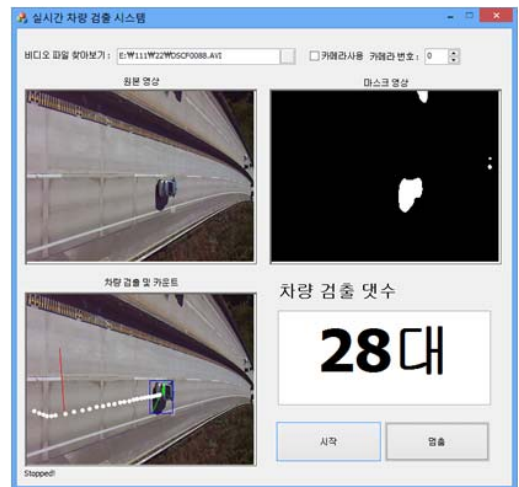 실시간 차량 검출 시스템
비디오 파일 찾아보기 : E:₩111₩22₩DSCF0088.AVI 카메라사용 카메라 번호: 0
원본 영상 마스크 영상
차량 검출 및 카운트
차량 검출 댓수
28대
시작 멈춤
Stopped!